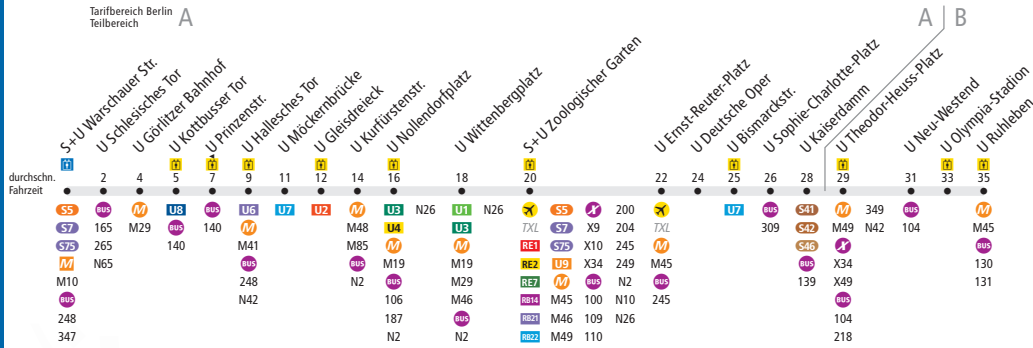 Tarifbereich Berlin
Teilbereich
A
A B
S+U Warschauer Str.
U Schlesisches Tor
U Görlitzer Bahnhof
U Kottbusser Tor
U Prinzenstr.
U Hallesches Tor
U Möckernbrücke
U Gleisdreieck
U Kurfürstenstr.
U Nollendorfplatz
U Wittenbergplatz
S+U Zoologischer Garten
U Ernst-Reuter-Platz
U Deutsche Oper
U Bismarckstr.
U Sophie-Charlotte-Platz
U Kaiserdamm
U Theodor-Heuss-Platz
U Neu-Westend
U Olympia-Stadion
U Ruhleben
durchschn.
Fahrzeit
2 4 5 7 9 11 12 14 16 18 20 22 24 25 26 28 29 31 33 35
S5 BUS M U8 BUS U6 U7 U2 M U3 N26 U1 N26 S5 X 200 U7 BUS S41 M 349 BUS M
S7 165 M29 BUS 140 M M48 U4 U3 TXL S7 X9 204 TXL 309 S42 M49 N42 104 M45
S75 265 140 M41 M85 M M RE1 S75 X10 245 M S46 X BUS
M N65 BUS BUS M19 M19 RE2 U9 X34 249 M45 BUS X34 130
M10 248 N2 BUS M29 RE7 M BUS N2 BUS 139 X49 131
BUS N42 106 M46 RB14 M45 100 N10 245 BUS
248 187 BUS RB21 M46 109 N26 104
347 N2 N2 RB22 M49 110 218